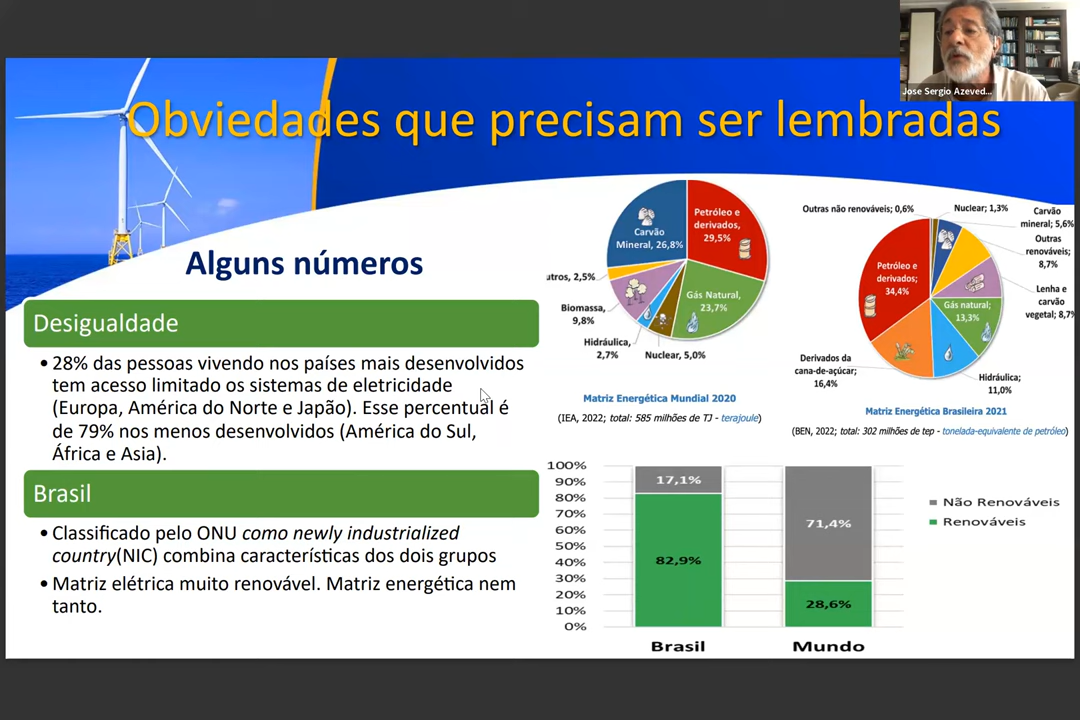 Jose Sergio Azeved...
Obviedades que precisam ser lembradas
Alguns números
Desigualdade
• 28% das pessoas vivendo nos países mais desenvolvidos
tem acesso limitado os sistemas de eletricidade
(Europa, América do Norte e Japão). Esse percentual é
de 79% nos menos desenvolvidos (América do Sul,
África e Asia).
Brasil
• Classificado pelo ONU como newly industrialized
country(NIC) combina características dos dois grupos
• Matriz elétrica muito renovável. Matriz energética nem
tanto.
Petróleo e
derivados,
29,5%
Gás Natural,
23,7%
Nuclear, 5,0%
Hidráulica,
2,7%
Biomassa,
9,8%
utros, 2,5%
Carvão
Mineral, 26,8%
Matriz Energética Mundial 2020
(IEA, 2022; total: 585 milhões de TJ - terajoule)
Outras não renováveis; 0,6%
Nuclear; 1,3%
Carvão
mineral; 5,6%
Outras
renováveis;
8,7%
Lenha e
carvão
vegetal; 8,7%
Gás natural;
13,3%
Hidráulica;
11,0%
Derivados da
cana-de-açúcar;
16,4%
Petróleo e
derivados;
34,4%
Matriz Energética Brasileira 2021
(BEN, 2022; total: 302 milhões de tep - tonelada-equivalente de petróleo)
100%
90%
80%
70%
60%
50%
40%
30%
20%
10%
0%
17,1%
82,9%
71,4%
28,6%
Brasil
Mundo
Não Renováveis
Renováveis